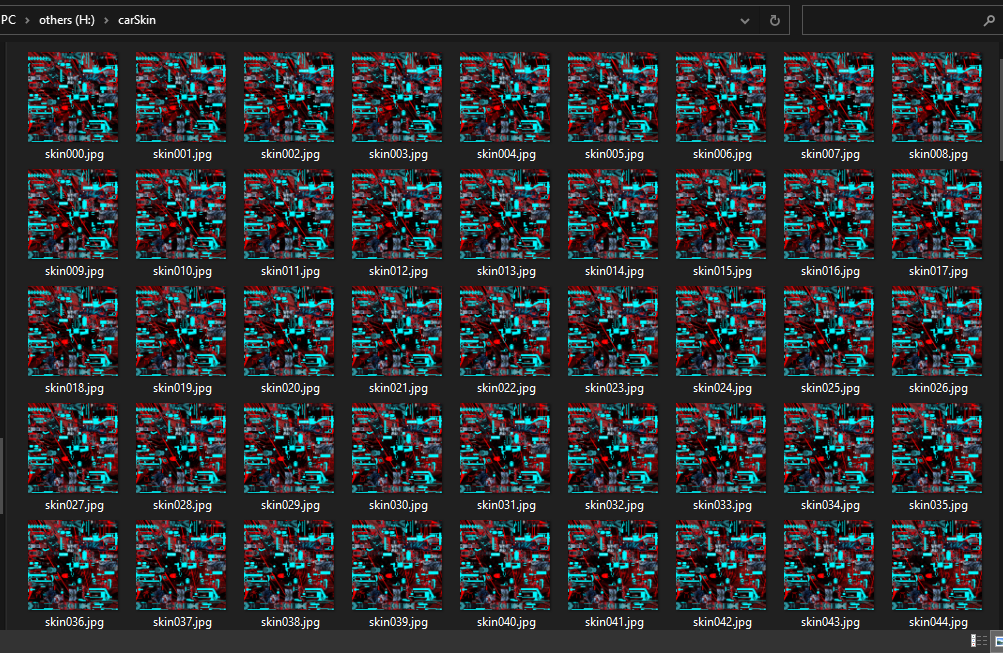 PC > others (H:) > carSkin
skin000.jpg skin001.jpg skin002.jpg skin003.jpg skin004.jpg skin005.jpg skin006.jpg skin007.jpg skin008.jpg
skin009.jpg skin010.jpg skin011.jpg skin012.jpg skin013.jpg skin014.jpg skin015.jpg skin016.jpg skin017.jpg
skin018.jpg skin019.jpg skin020.jpg skin021.jpg skin022.jpg skin023.jpg skin024.jpg skin025.jpg skin026.jpg
skin027.jpg skin028.jpg skin029.jpg skin030.jpg skin031.jpg skin032.jpg skin033.jpg skin034.jpg skin035.jpg
skin036.jpg skin037.jpg skin038.jpg skin039.jpg skin040.jpg skin041.jpg skin042.jpg skin043.jpg skin044.jpg